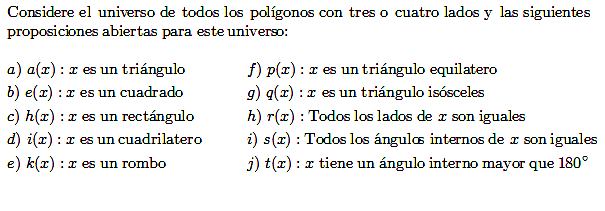 Considere el universo de todos los polígonos con tres o cuatro lados y las siguientes
proposiciones abiertas para este universo:
a) a(x) : x es un triángulo
b) e(x) : x es un cuadrado
c) h(x) : x es un rectángulo
d) i(x) : x es un cuadrilatero
e) k(x) : x es un rombo
f) p(x) : x es un triángulo equilatero
g) q(x) : x es un triángulo isósceles
h) r(x) : Todos los lados de x son iguales
i) s(x) : Todos los ángulos internos de x son iguales
j) t(x) : x tiene un ángulo interno mayor que 180°